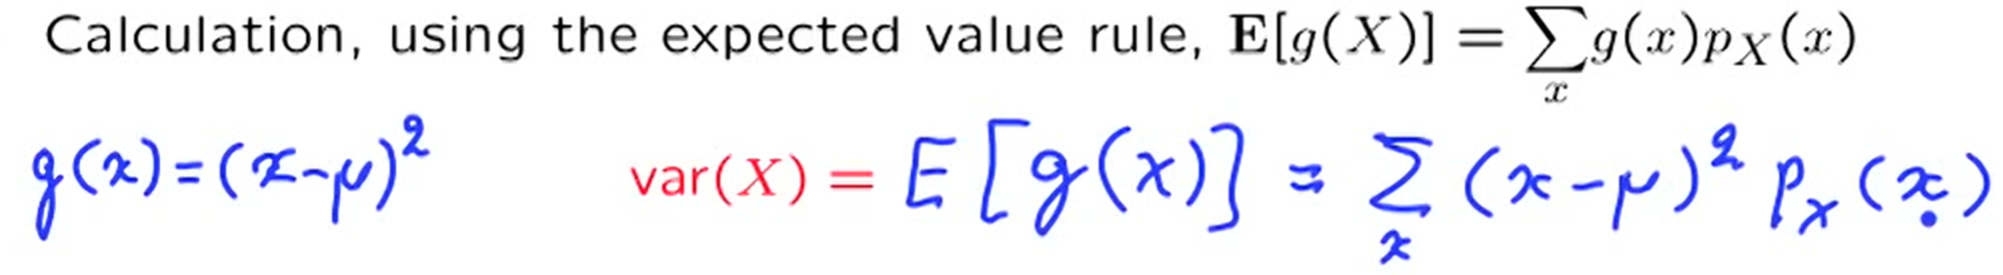 Calculation, using the expected value rule, E[g(X)] = ∑ₓ g(x)p_X(x)
g(x)=(x-μ)² var(X) = E[g(X)] = ∑ₓ (x-μ)² p_X(x)